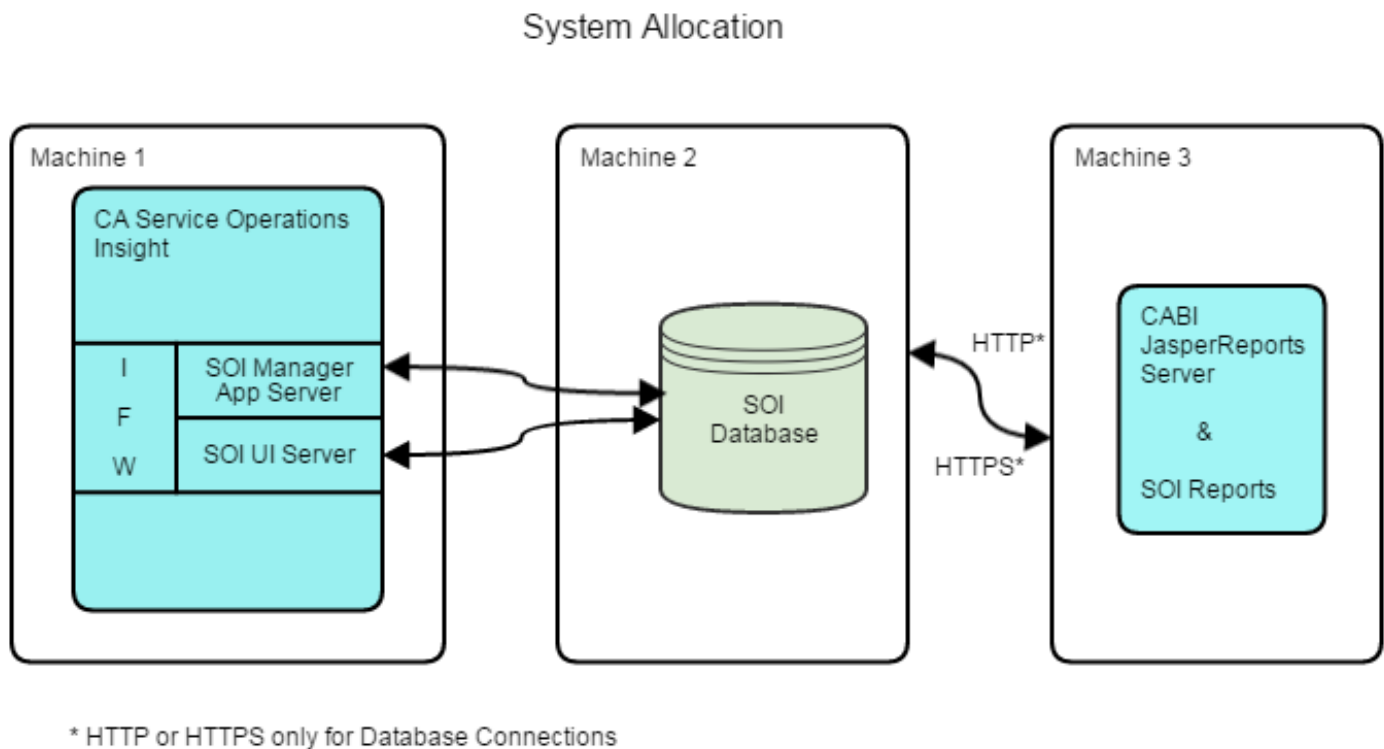 System Allocation
Machine 1
CA Service Operations
Insight
I
F
W
SOI Manager
App Server
SOI UI Server
Machine 2
SOI
Database
HTTP*
HTTPS*
Machine 3
CABI
JasperReports
Server
&
SOI Reports
* HTTP or HTTPS only for Database Connections